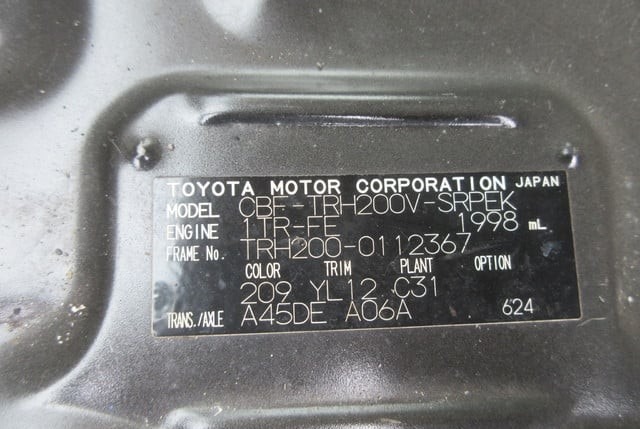 TOYOTA MOTOR CORPORATION JAPAN
MODEL CBF-TRH200V-SRPEK
ENGINE 1TR-FE 1998 mL
FRAME No. TRH200-0112367
COLOR TRIM PLANT OPTION
209 YL12 C31
TRANS./AXLE A45DE A06A 624